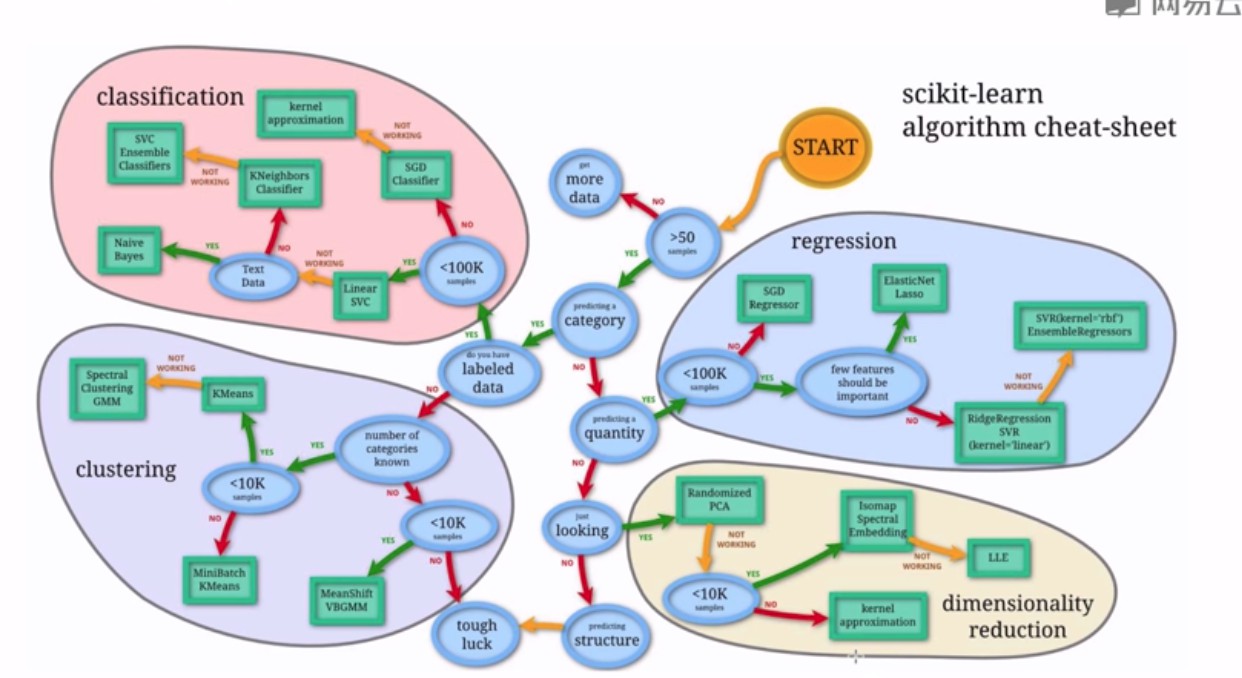 网易云
scikit-learn
algorithm cheat-sheet
START
classification
kernel
approximation
NOT
WORKING
SVC
Ensemble
Classifiers
NOT
WORKING
KNeighbors
Classifier
SGD
Classifier
NO
Naive
Bayes
YES
Text
Data
NO
NOT
WORKING
Linear
SVC
YES
<100K
samples
YES
get
more
data
NO
>50
samples
YES
predicting a
category
YES
do you have
labeled
data
NO
NO
predicting a
quantity
YES
NO
just
looking
YES
NO
predicting
structure
tough
luck
regression
SGD
Regressor
NO
<100K
samples
YES
ElasticNet
Lasso
YES
few features
should be
important
NO
SVR(kernel='rbf')
EnsembleRegressors
NOT
WORKING
RidgeRegression
SVR
(kernel='linear')
clustering
Spectral
Clustering
GMM
NOT
WORKING
KMeans
YES
number of
categories
known
YES
<10K
samples
NO
NO
<10K
samples
YES
NO
MiniBatch
KMeans
MeanShift
VBGMM
Randomized
PCA
NOT
WORKING
Isomap
Spectral
Embedding
NOT
WORKING
LLE
YES
<10K
samples
NO
kernel
approximation
dimensionality
reduction